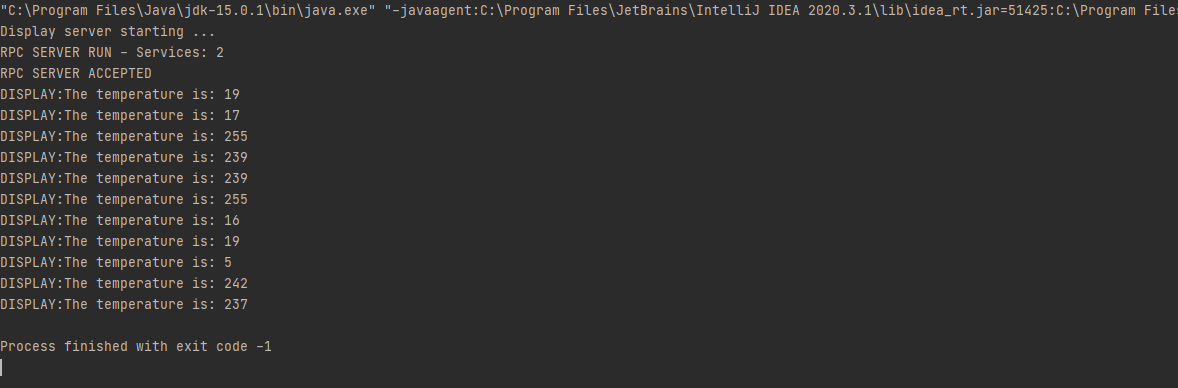 "C:\Program Files\Java\jdk-15.0.1\bin\java.exe" "-javaagent:C:\Program Files\JetBrains\IntelliJ IDEA 2020.3.1\lib\idea_rt.jar=51425:C:\Program Files
Display server starting ...
RPC SERVER RUN - Services: 2
RPC SERVER ACCEPTED
DISPLAY:The temperature is: 19
DISPLAY:The temperature is: 17
DISPLAY:The temperature is: 255
DISPLAY:The temperature is: 239
DISPLAY:The temperature is: 239
DISPLAY:The temperature is: 255
DISPLAY:The temperature is: 16
DISPLAY:The temperature is: 19
DISPLAY:The temperature is: 5
DISPLAY:The temperature is: 242
DISPLAY:The temperature is: 237
Process finished with exit code -1